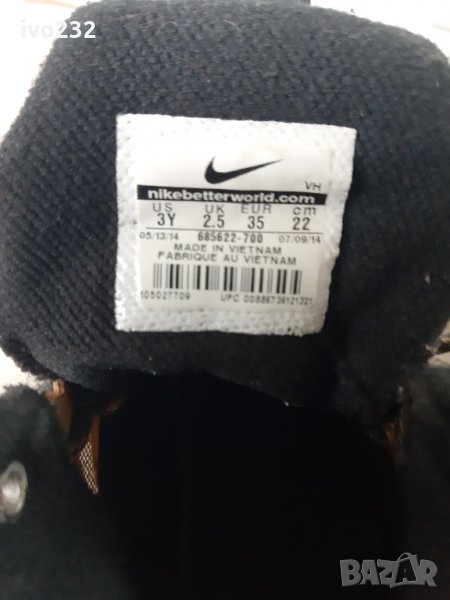 ivo232
VH
nikebetterworld.com
US UK EUR cm
3Y 2.5 35 22
05/13/14 685622-700 07/09/14
MADE IN VIETNAM
FABRIQUE AU VIETNAM
105027709 UPC 00886736121321
BAZAR